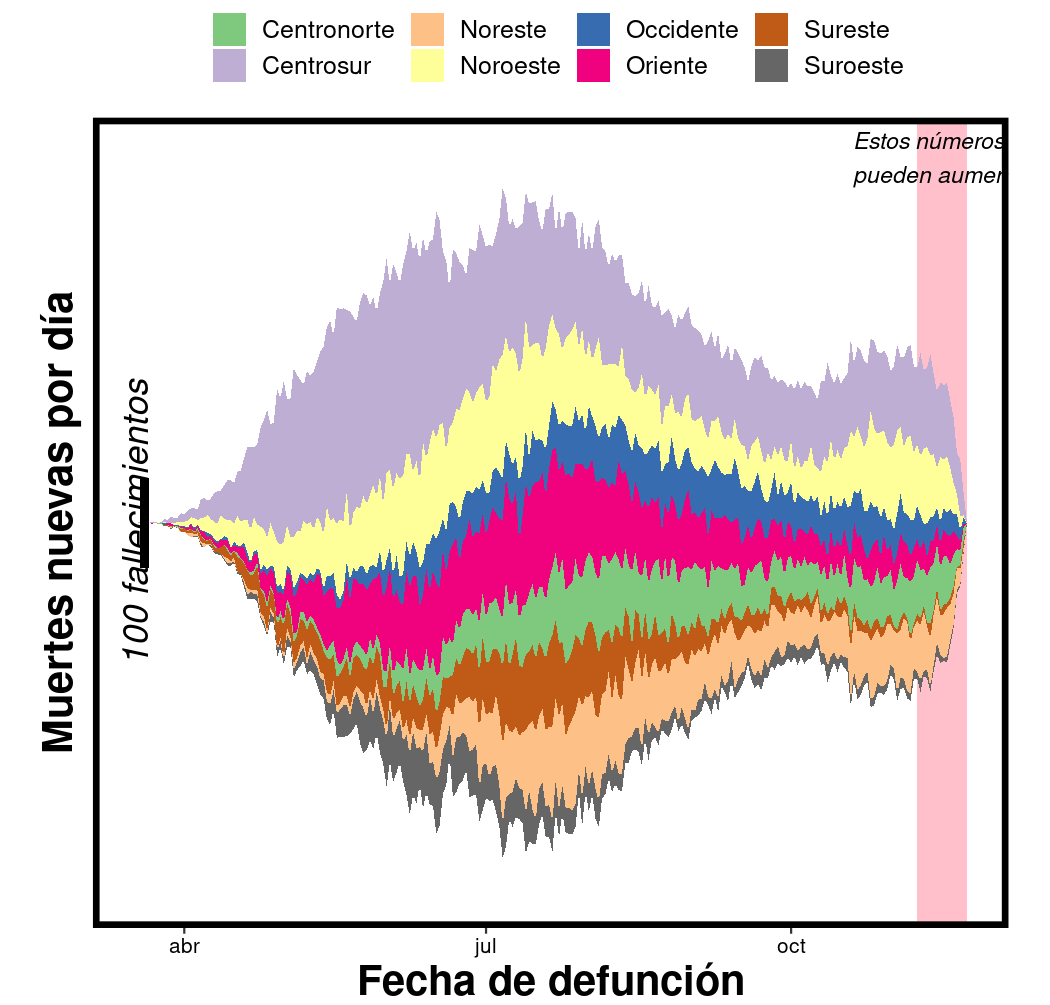 Centronorte Noreste Occidente Sureste
Centrosur Noroeste Oriente Suroeste
Estos números
pueden aumen
Muertes nuevas por día
100 fallecimientos
abr jul oct
Fecha de defunción